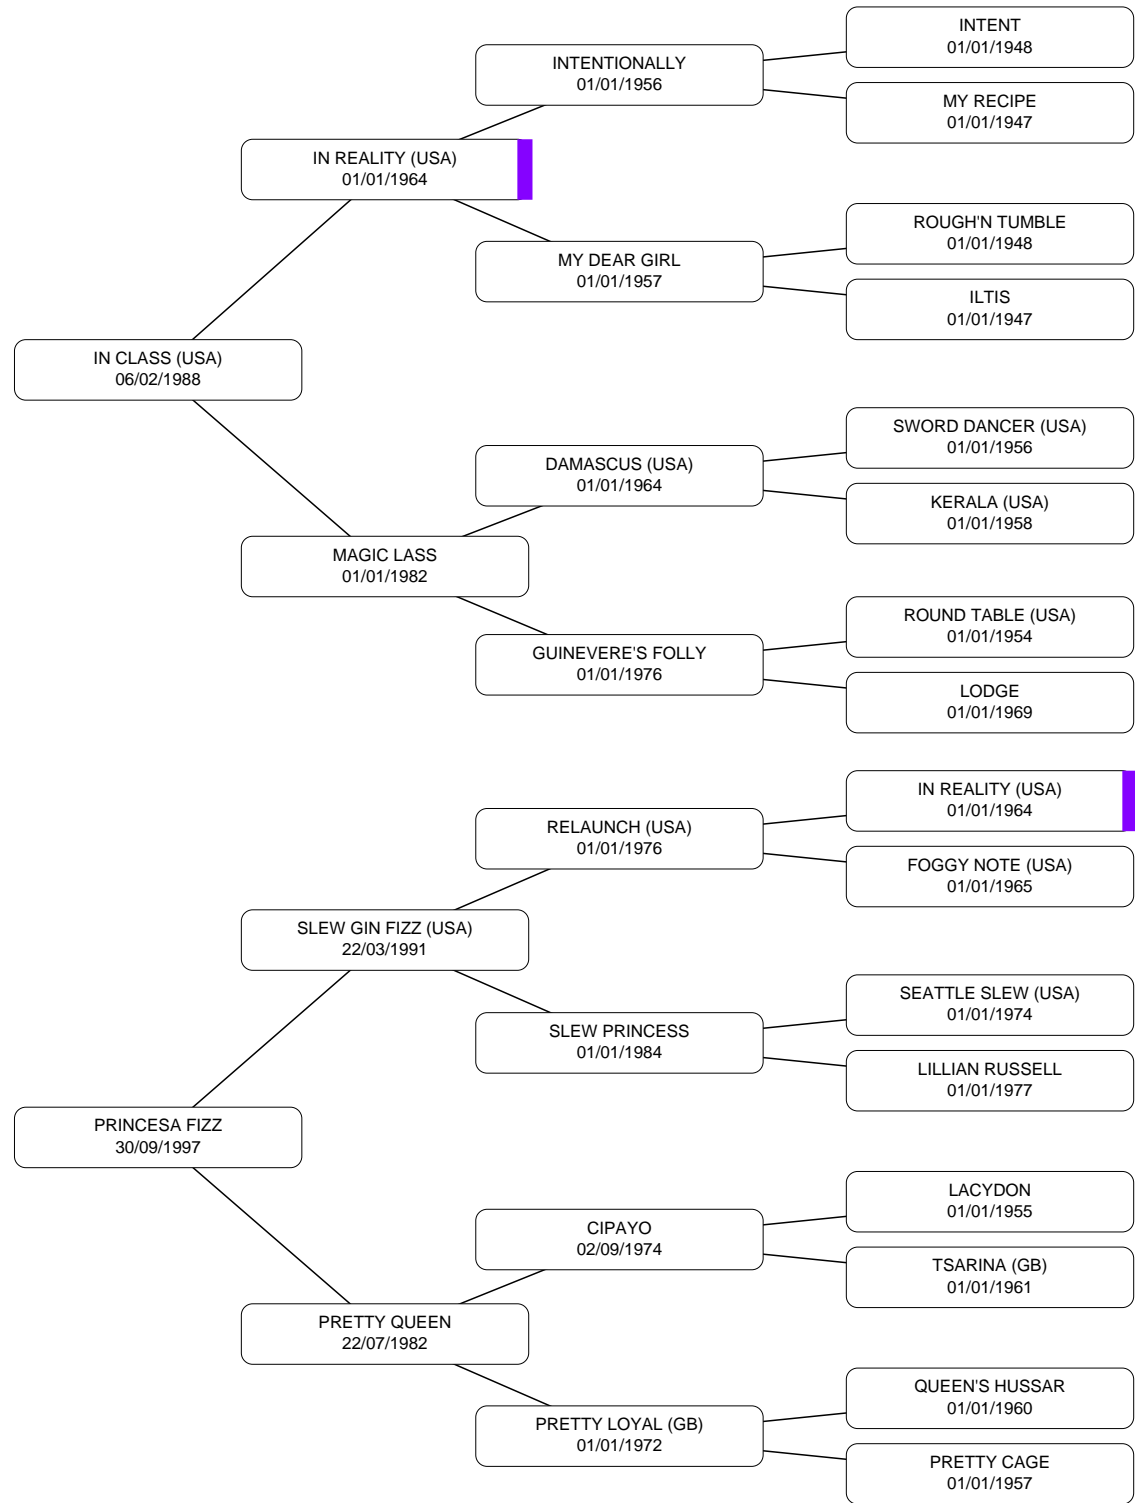 INTENT
01/01/1948
INTENTIONALLY
01/01/1956
MY RECIPE
01/01/1947
IN REALITY (USA)
01/01/1964
ROUGH'N TUMBLE
01/01/1948
MY DEAR GIRL
01/01/1957
ILTIS
01/01/1947
IN CLASS (USA)
06/02/1988
SWORD DANCER (USA)
01/01/1956
DAMASCUS (USA)
01/01/1964
KERALA (USA)
01/01/1958
MAGIC LASS
01/01/1982
ROUND TABLE (USA)
01/01/1954
GUINEVERE'S FOLLY
01/01/1976
LODGE
01/01/1969
IN REALITY (USA)
01/01/1964
RELAUNCH (USA)
01/01/1976
FOGGY NOTE (USA)
01/01/1965
SLEW GIN FIZZ (USA)
22/03/1991
SEATTLE SLEW (USA)
01/01/1974
SLEW PRINCESS
01/01/1984
LILLIAN RUSSELL
01/01/1977
PRINCESA FIZZ
30/09/1997
LACYDON
01/01/1955
CIPAYO
02/09/1974
TSARINA (GB)
01/01/1961
PRETTY QUEEN
22/07/1982
QUEEN'S HUSSAR
01/01/1960
PRETTY LOYAL (GB)
01/01/1972
PRETTY CAGE
01/01/1957